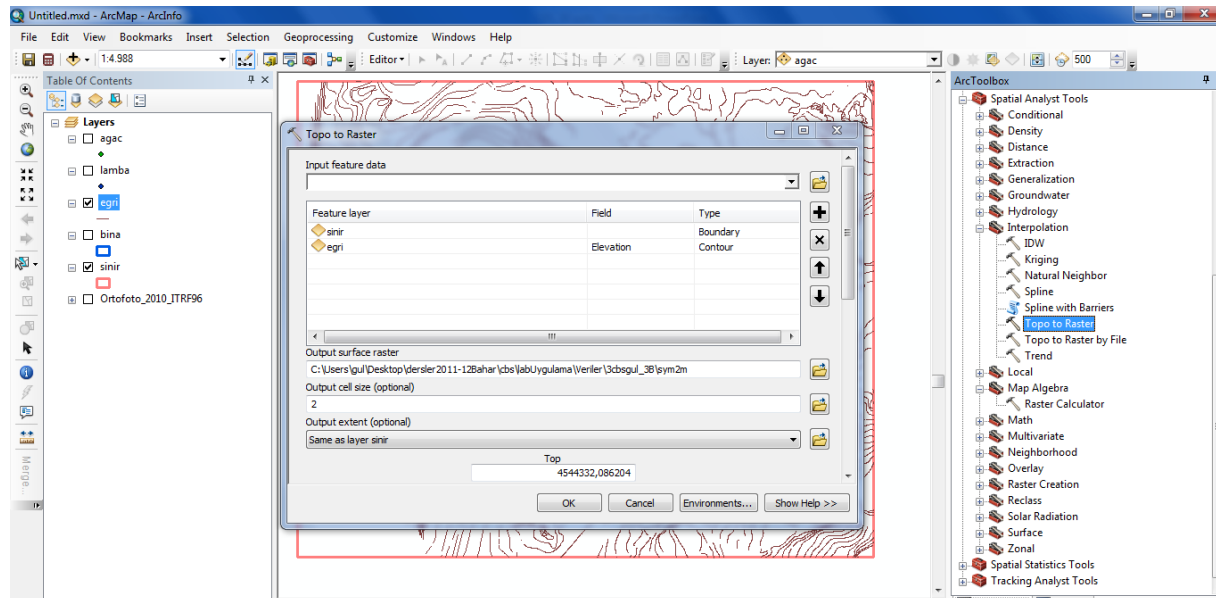 Untitled.mxd - ArcMap - ArcInfo
File Edit View Bookmarks Insert Selection Geoprocessing Customize Windows Help
1:4.988
Editor
Layer: agac
500
Table Of Contents
Layers
agac
lamba
egri
bina
sinir
Ortofoto_2010_ITRF96
Merge...
Topo to Raster
Input feature data
Feature layer Field Type
sinir Boundary
egri Elevation Contour
Output surface raster
C:\Users\gul\Desktop\dersler2011-12Bahar\cbs\labUygulama\Veriler\3cbsgul_3B\sym2m
Output cell size (optional)
2
Output extent (optional)
Same as layer sinir
Top
4544332,086204
OK Cancel Environments... Show Help >>
ArcToolbox
Spatial Analyst Tools
Conditional
Density
Distance
Extraction
Generalization
Groundwater
Hydrology
Interpolation
IDW
Kriging
Natural Neighbor
Spline
Spline with Barriers
Topo to Raster
Topo to Raster by File
Trend
Local
Map Algebra
Raster Calculator
Math
Multivariate
Neighborhood
Overlay
Raster Creation
Reclass
Solar Radiation
Surface
Zonal
Spatial Statistics Tools
Tracking Analyst Tools